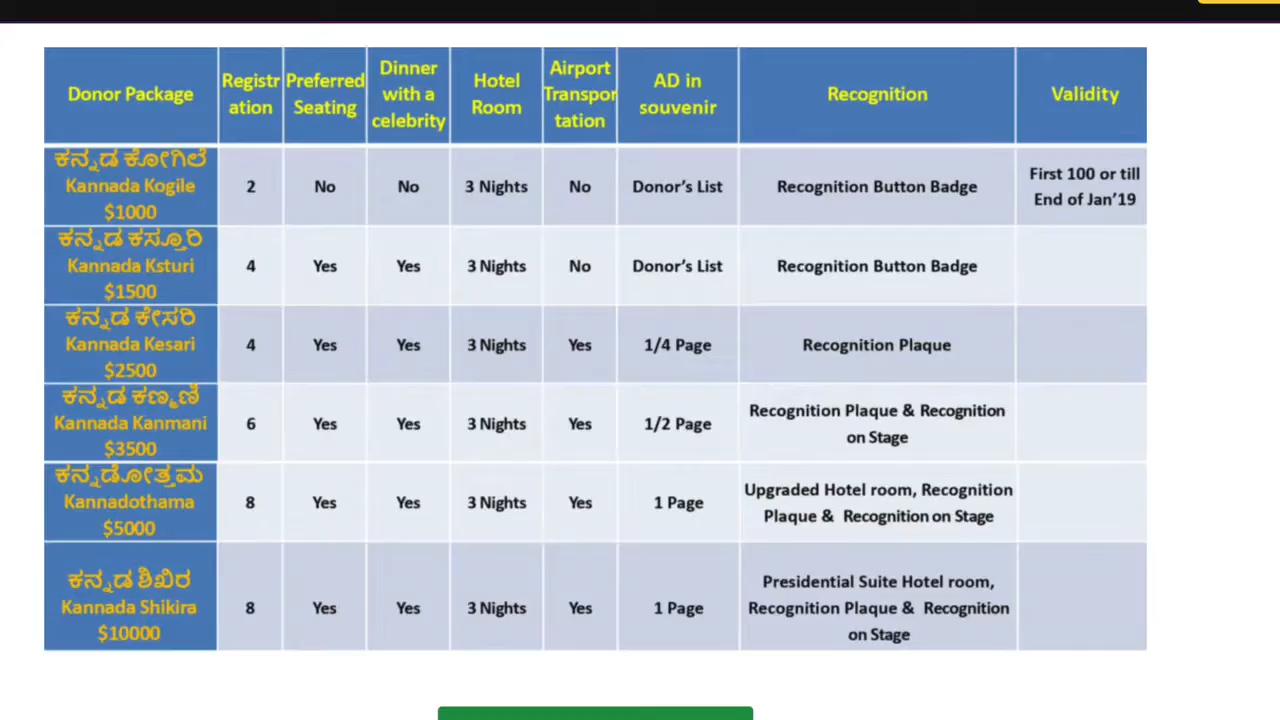 Donor Package
Registr
ation
Preferred
Seating
Dinner
with a
celebrity
Hotel
Room
Airport
Transpor
tation
AD in
souvenir
Recognition
Validity
ಕನ್ನಡ ಕೋಗಿಲೆ
Kannada Kogile
$1000
2
No
No
3 Nights
No
Donor’s List
Recognition Button Badge
First 100 or till
End of Jan’19
ಕನ್ನಡ ಕಸ್ತೂರಿ
Kannada Ksturi
$1500
4
Yes
Yes
3 Nights
No
Donor’s List
Recognition Button Badge
ಕನ್ನಡ ಕೇಸರಿ
Kannada Kesari
$2500
4
Yes
Yes
3 Nights
Yes
1/4 Page
Recognition Plaque
ಕನ್ನಡ ಕಣ್ಮಣಿ
Kannada Kanmani
$3500
6
Yes
Yes
3 Nights
Yes
1/2 Page
Recognition Plaque & Recognition
on Stage
ಕನ್ನಡೋತ್ತಮ
Kannadothama
$5000
8
Yes
Yes
3 Nights
Yes
1 Page
Upgraded Hotel room, Recognition
Plaque & Recognition on Stage
ಕನ್ನಡ ಶಿಖಿರ
Kannada Shikira
$10000
8
Yes
Yes
3 Nights
Yes
1 Page
Presidential Suite Hotel room,
Recognition Plaque & Recognition
on Stage